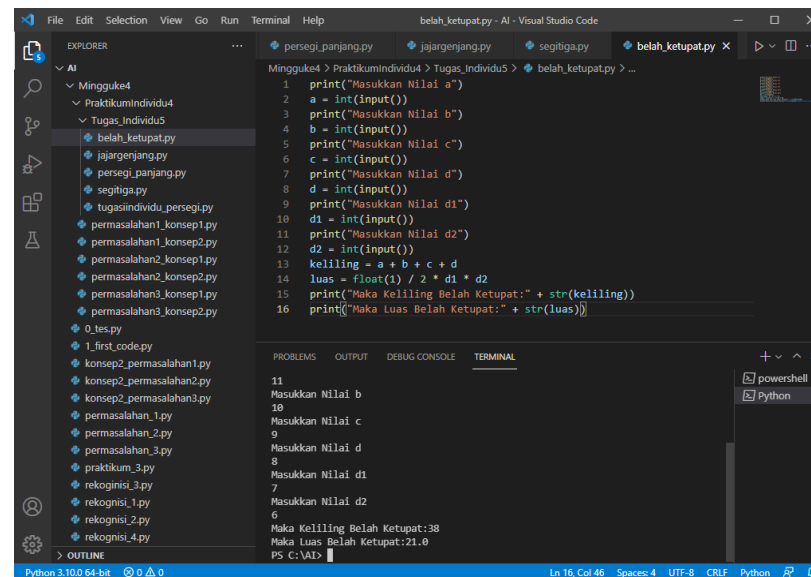 File Edit Selection View Go Run Terminal Help belah_ketupat.py - AI - Visual Studio Code
EXPLORER
AI
Mingguke4
PraktikumIndividu4
Tugas_Individu5
belah_ketupat.py
jajargenjang.py
persegi_panjang.py
segitiga.py
tugasiindividu_persegi.py
permasalahan1_konsep1.py
permasalahan1_konsep2.py
permasalahan2_konsep1.py
permasalahan2_konsep2.py
permasalahan3_konsep1.py
permasalahan3_konsep2.py
0_tes.py
1_first_code.py
konsep2_permasalahan1.py
konsep2_permasalahan2.py
konsep2_permasalahan3.py
permasalahan_1.py
permasalahan_2.py
permasalahan_3.py
praktikum_3.py
rekoginisi_3.py
rekognisi_1.py
rekognisi_2.py
rekognisi_4.py
OUTLINE
persegi_panjang.py jajargenjang.py segitiga.py belah_ketupat.py
Mingguke4 > PraktikumIndividu4 > Tugas_Individu5 > belah_ketupat.py > ...
1 print("Masukkan Nilai a")
2 a = int(input())
3 print("Masukkan Nilai b")
4 b = int(input())
5 print("Masukkan Nilai c")
6 c = int(input())
7 print("Masukkan Nilai d")
8 d = int(input())
9 print("Masukkan Nilai d1")
10 d1 = int(input())
11 print("Masukkan Nilai d2")
12 d2 = int(input())
13 keliling = a + b + c + d
14 luas = float(1) / 2 * d1 * d2
15 print("Maka Keliling Belah Ketupat:" + str(keliling))
16 print("Maka Luas Belah Ketupat:" + str(luas))
PROBLEMS OUTPUT DEBUG CONSOLE TERMINAL
11
Masukkan Nilai b
10
Masukkan Nilai c
9
Masukkan Nilai d
8
Masukkan Nilai d1
7
Masukkan Nilai d2
6
Maka Keliling Belah Ketupat:38
Maka Luas Belah Ketupat:21.0
PS C:\AI>
powershell
Python
Python 3.10.0 64-bit 0 0 Ln 16, Col 46 Spaces: 4 UTF-8 CRLF Python